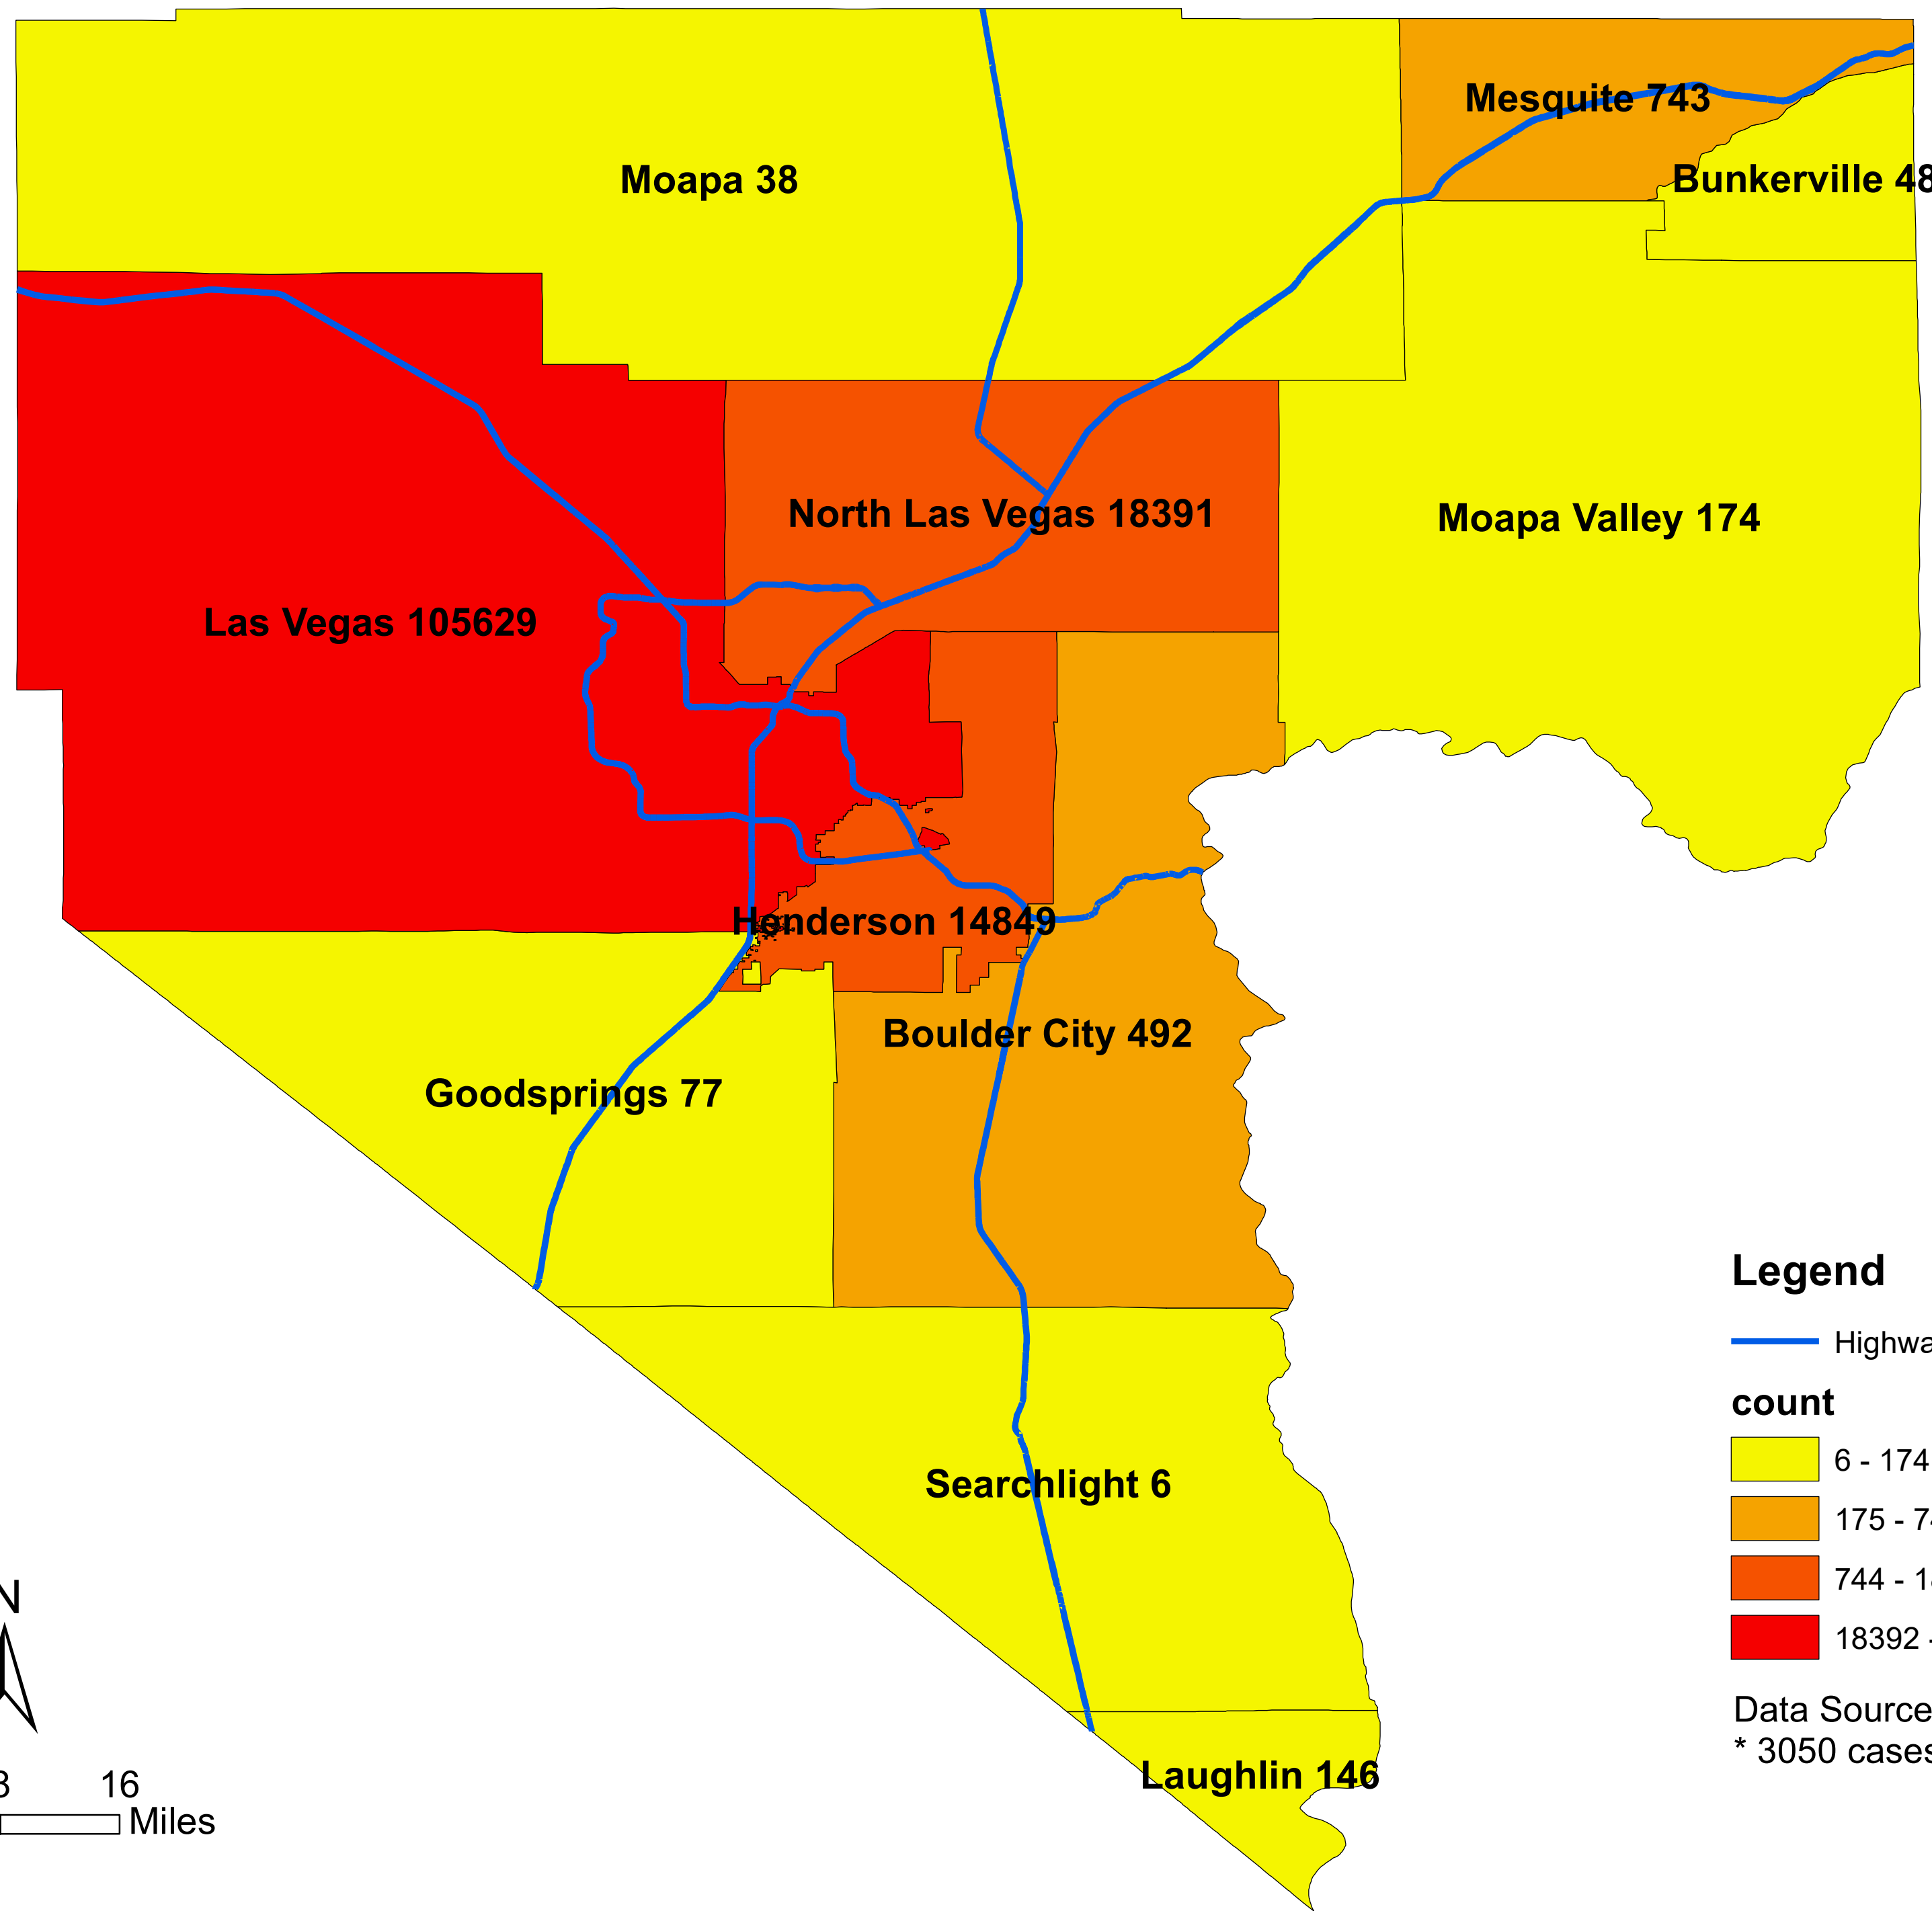 Mesquite 743
Moapa 38
Bunkerville 48
North Las Vegas 18391
Moapa Valley 174
Las Vegas 105629
Henderson 14849
Boulder City 492
Goodsprings 77
Legend
count
6 - 174
Searchlight 6
175 -
744 -
N
18392 -
Data Source
* 3050 cases
Laughlin 146
16
Miles